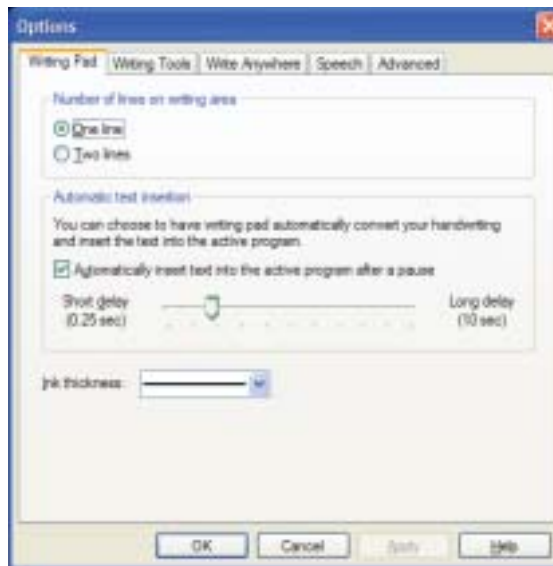 Options
Writing Pad Writing Tools Write Anywhere Speech Advanced
Number of lines on writing area
One line
Two lines
Automatic text insertion
You can choose to have writing pad automatically convert your handwriting
and insert the text into the active program.
Automatically insert text into the active program after a pause
Short delay Long delay
(0.25 sec) (10 sec)
Ink thickness:
OK Cancel Apply Help